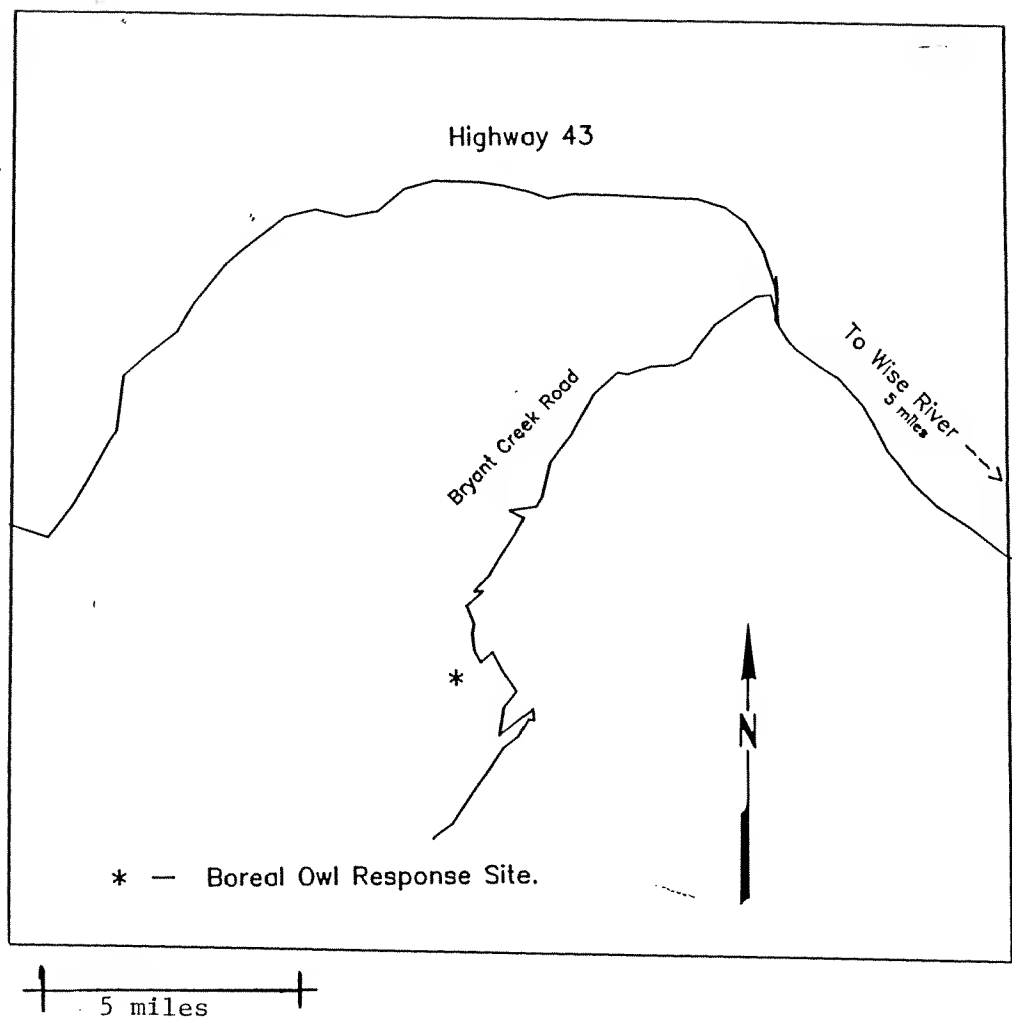 Highway 43
To Wise River
5 miles
Bryant Creek Road
N
* — Boreal Owl Response Site.
5 miles